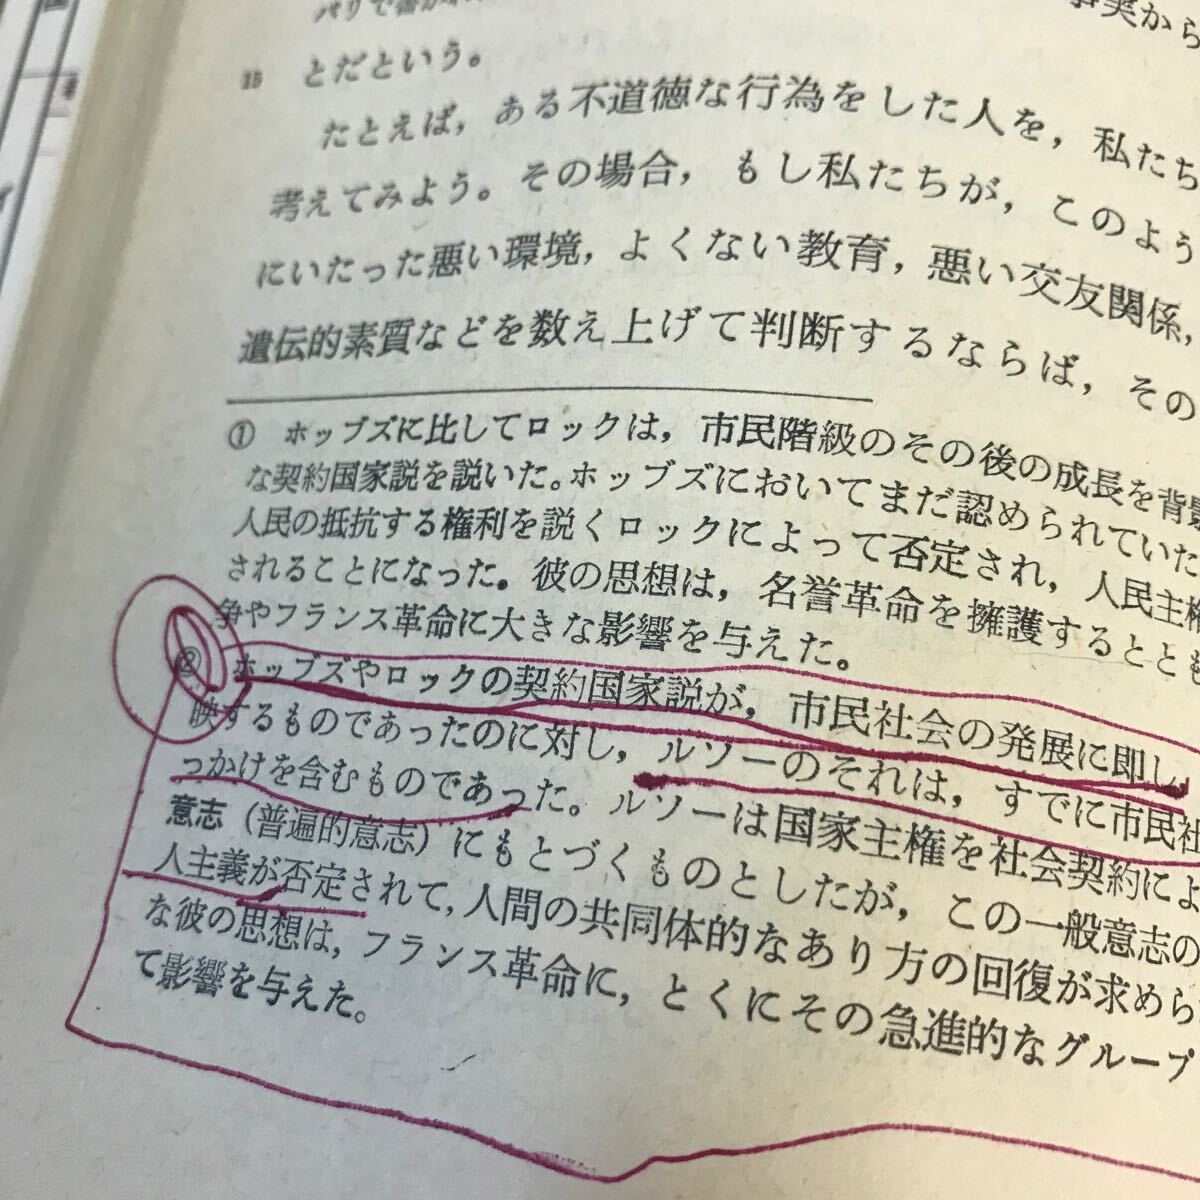 事実から
とだという。
15
たとえば，ある不道徳な行為をした人を，私たち
考えてみよう。その場合，もし私たちが，このよう
にいたった悪い環境，よくない教育，悪い交友関係，
遺伝的素質などを数え上げて判断するならば，その
① ホッブズに比してロックは，市民階級のその後の成長を背景
な契約国家説を説いた。ホッブズにおいてまだ認められていた
人民の抵抗する権利を説くロックによって否定され，人民主権
されることになった。彼の思想は，名誉革命を擁護するととも
争やフランス革命に大きな影響を与えた。
② ホッブズやロックの契約国家説が，市民社会の発展に即し
映するものであったのに対し，ルソーのそれは，すでに市民社
っかけを含むものであった。ルソーは国家主権を社会契約によ
意志（普遍的意志）にもとづくものとしたが，この一般意志の
人主義が否定されて，人間の共同体的なあり方の回復が求めら
な彼の思想は，フランス革命に，とくにその急進的なグループ
て影響を与えた。